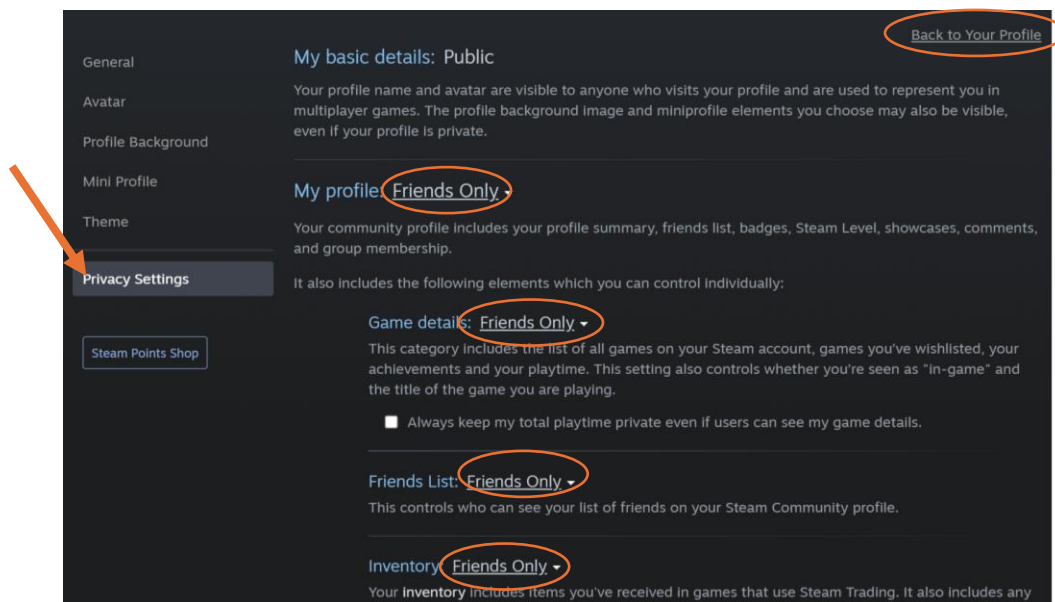 Back to Your Profile
General
Avatar
Profile Background
Mini Profile
Theme
Privacy Settings
Steam Points Shop
My basic details: Public
Your profile name and avatar are visible to anyone who visits your profile and are used to represent you in
multiplayer games. The profile background image and miniprofile elements you choose may also be visible,
even if your profile is private.
My profile: Friends Only
Your community profile includes your profile summary, friends list, badges, Steam Level, showcases, comments,
and group membership.
It also includes the following elements which you can control individually:
Game details: Friends Only
This category includes the list of all games on your Steam account, games you've wishlisted, your
achievements and your playtime. This setting also controls whether you're seen as "in-game" and
the title of the game you are playing.
Always keep my total playtime private even if users can see my game details.
Friends List: Friends Only
This controls who can see your list of friends on your Steam Community profile.
Inventory: Friends Only
Your inventory includes items you've received in games that use Steam Trading. It also includes any